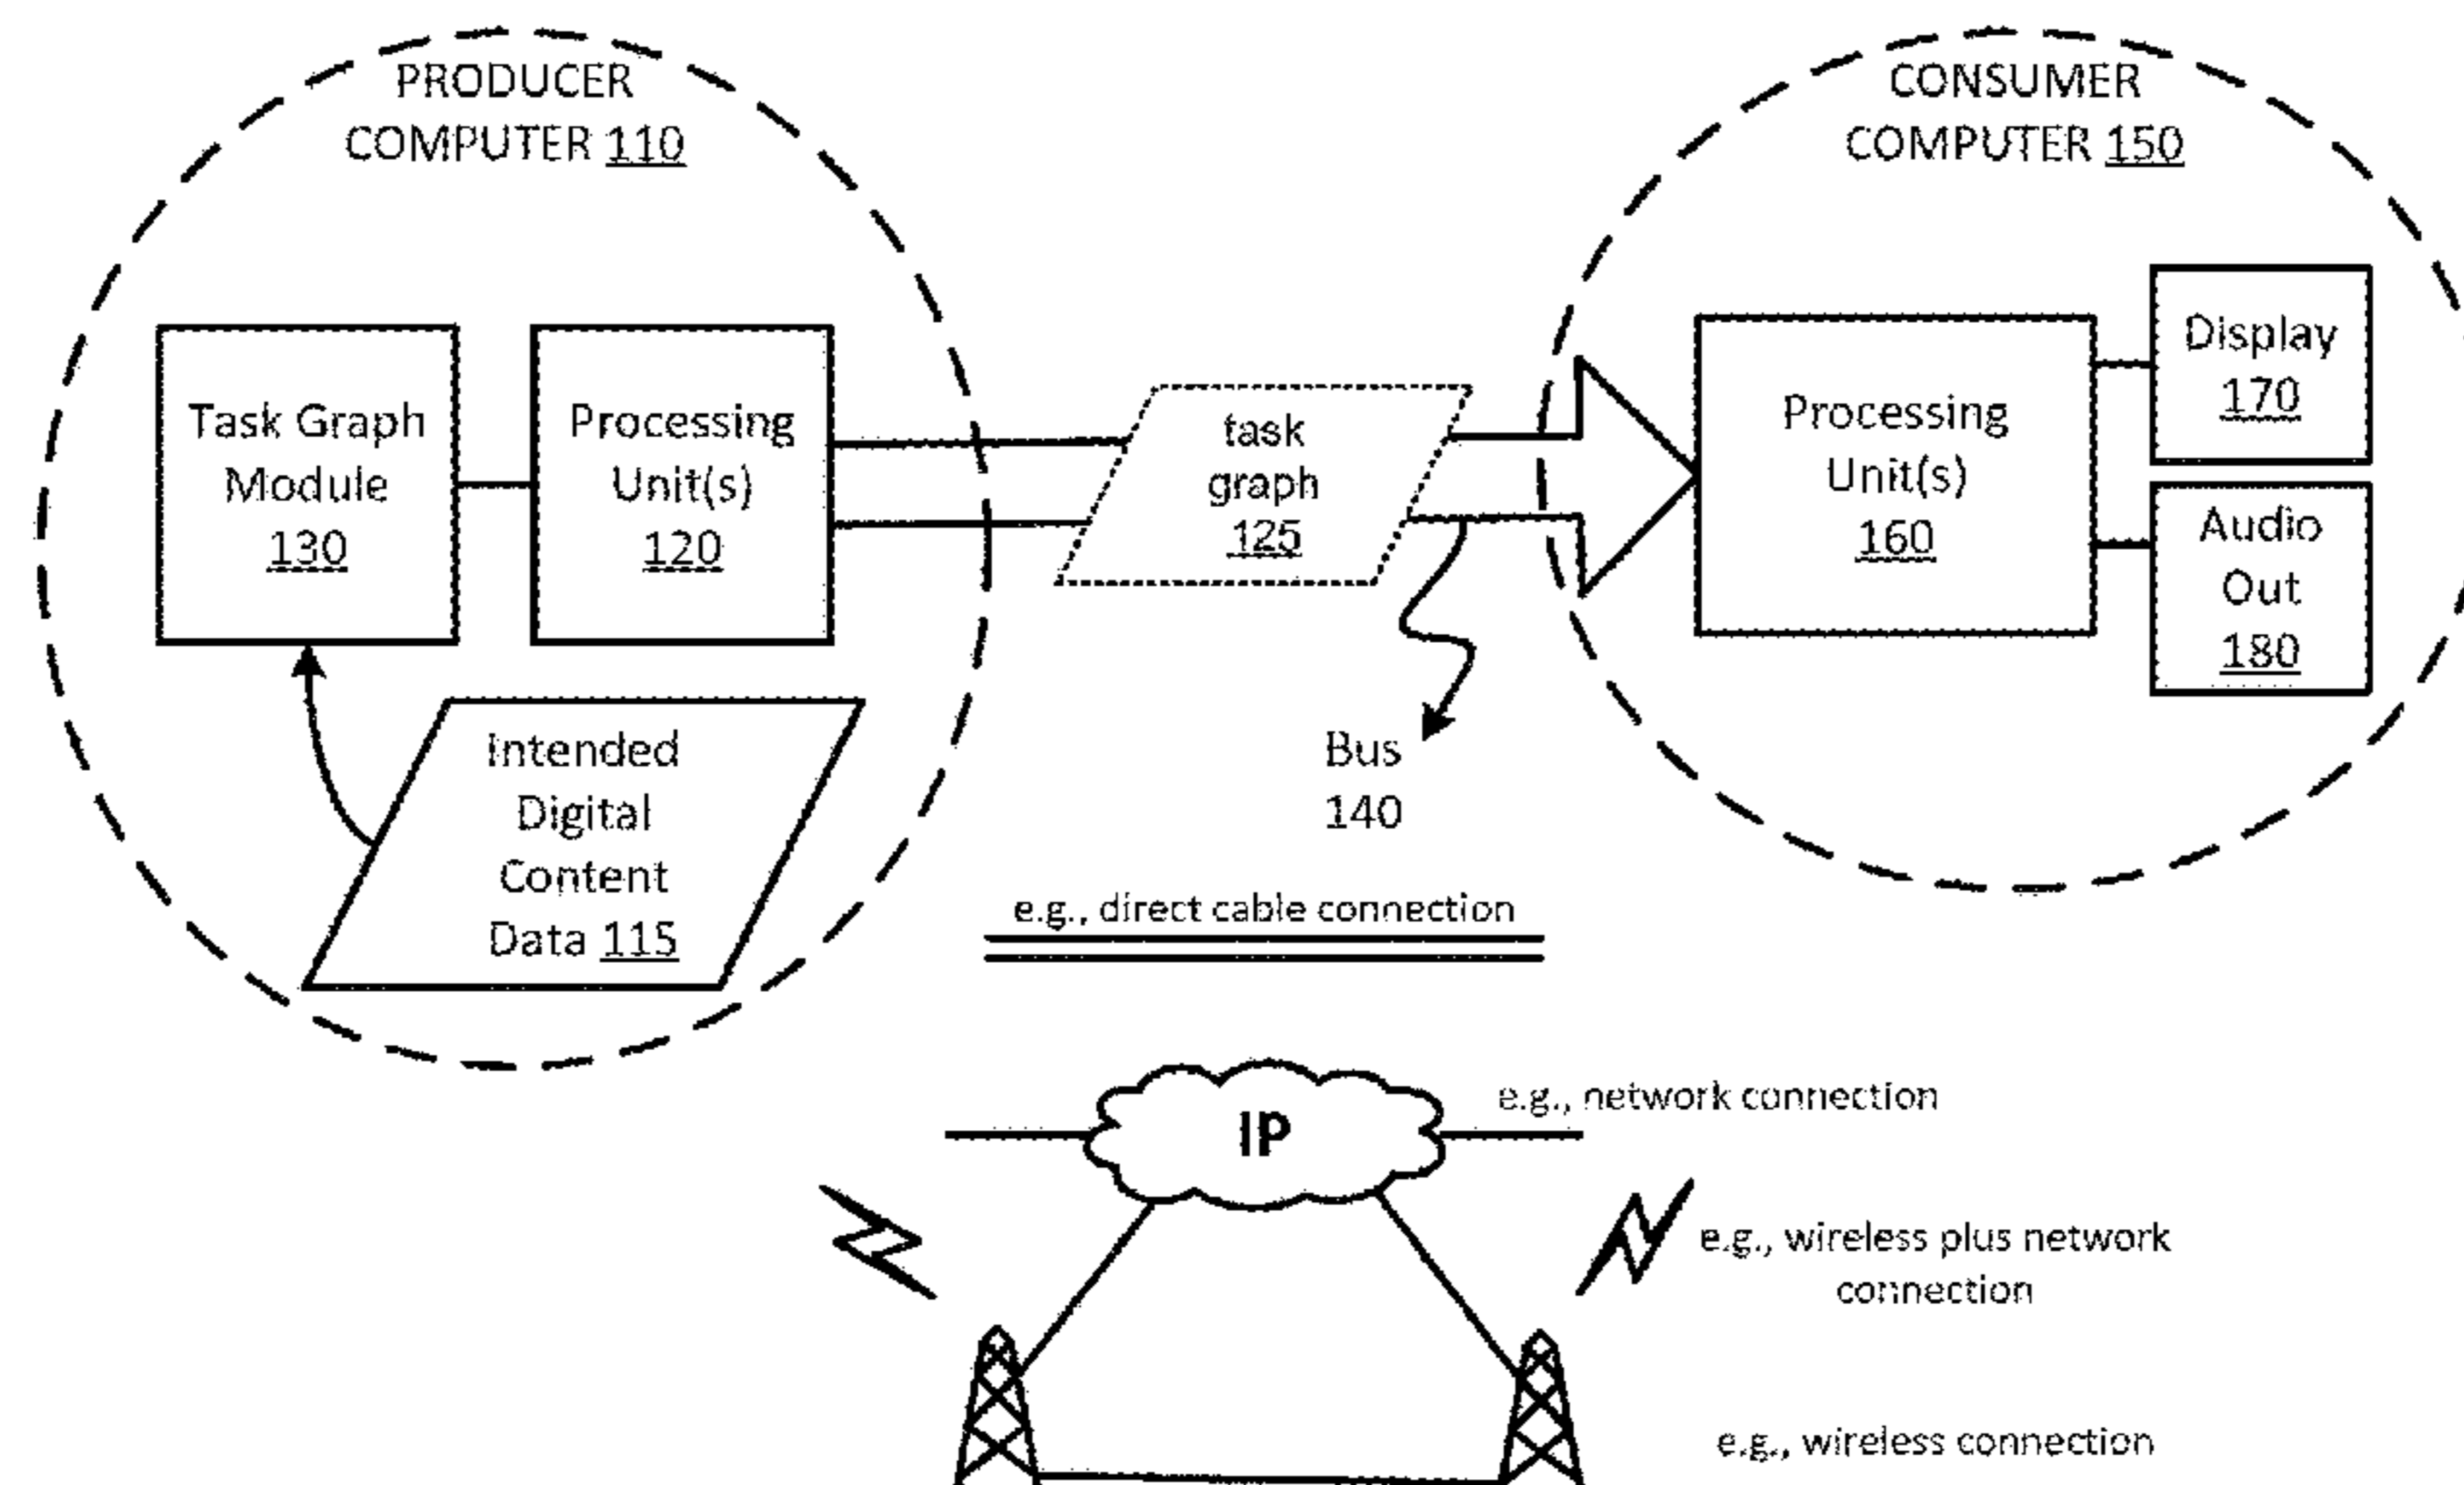 PRODUCER
COMPUTER 110
CONSUMER
COMPUTER 150
Task Graph
Module
130
Processing
Unit(s)
120
task
graph
125
Processing
Unit(s)
160
Display
170
Audio
Out
180
Intended
Digital
Content
Data 115
Bus
140
e.g., direct cable connection
IP
e.g., network connection
e.g., wireless plus network
connection
e.g., wireless connection